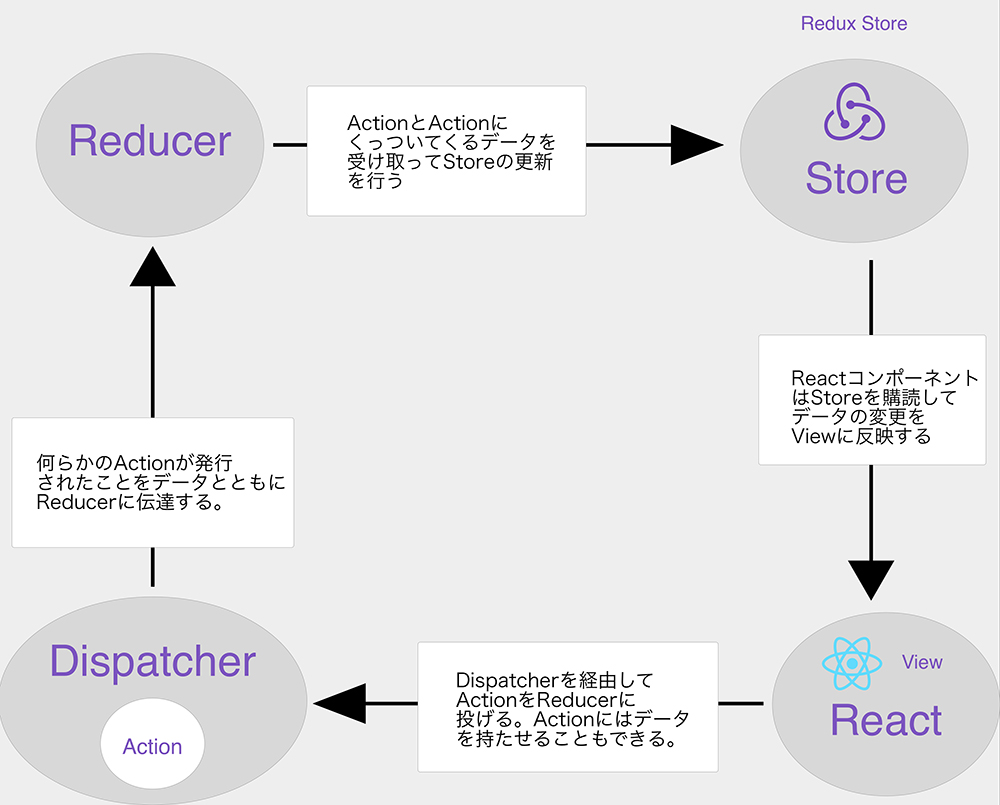 Redux Store
Reducer
ActionとActionに
くっついてくるデータを
受け取ってStoreの更新
を行う
Store
Reactコンポーネント
はStoreを購読して
データの変更を
Viewに反映する
何らかのActionが発行
されたことをデータとともに
Reducerに伝達する。
Dispatcher
Action
Dispatcherを経由して
ActionをReducerに
投げる。Actionにはデータ
を持たせることもできる。
View
React